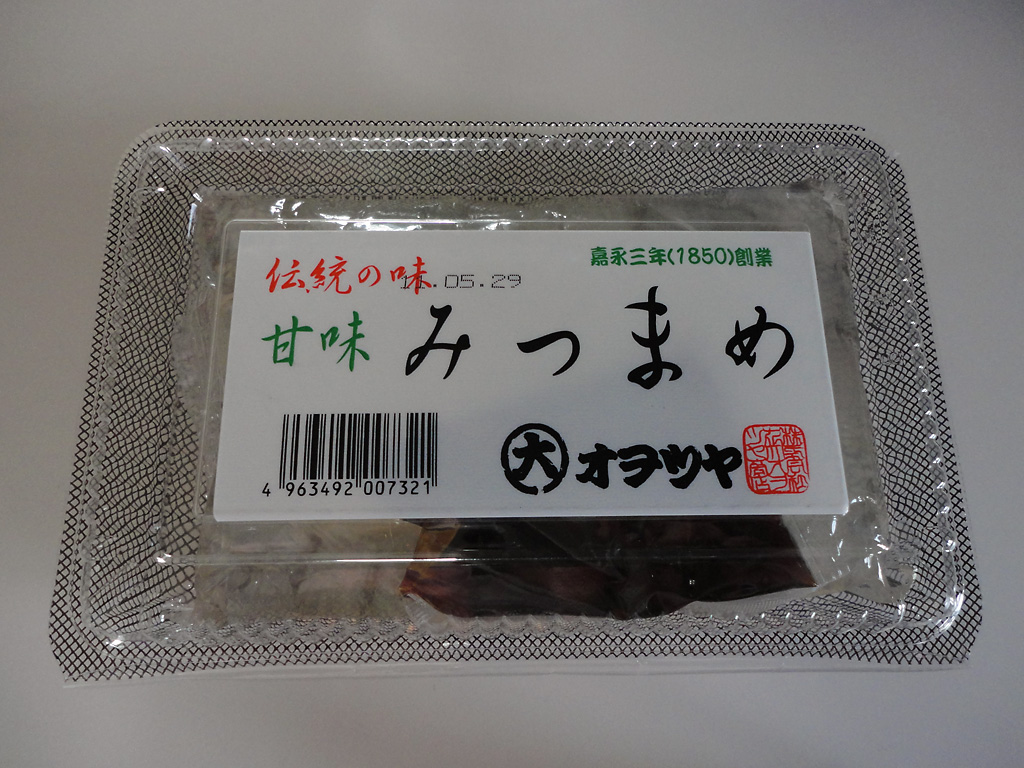 嘉永三年(1850)創業
伝統の味
.05.29
甘味 みつまめ
4 963492 007321
大 オヲツヤ